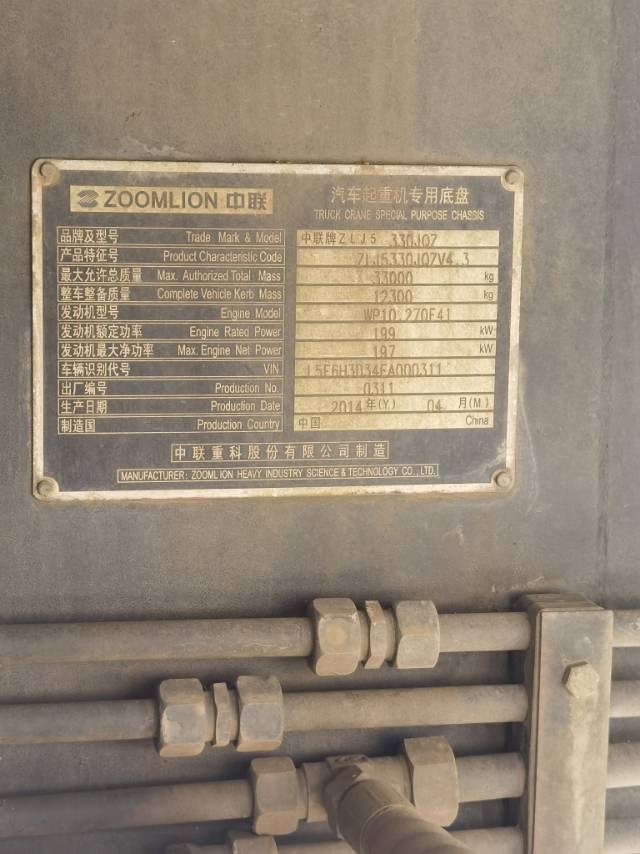 ZOOMLION 中联 汽车起重机专用底盘
TRUCK CRANE SPECIAL PURPOSE CHASSIS
品牌及型号 Trade Mark & Model 中联牌ZLJ5 330JQZ
产品特征号 Product Characteristic Code ZLJ5330JQZV4.3
最大允许总质量 Max. Authorized Total Mass 33000 kg
整车整备质量 Complete Vehicle Kerb Mass 12300 kg
发动机型号 Engine Model WP10.270E41
发动机额定功率 Engine Rated Power 199 kW
发动机最大净功率 Max. Engine Net Power 197 kW
车辆识别代号 VIN L5E6H3D34EA000311
出厂编号 Production No. 0311
生产日期 Production Date 2014 年(Y) 04 月(M.)
制造国 Production Country 中国 China
中联重科股份有限公司制造
MANUFACTURER: ZOOMLION HEAVY INDUSTRY SCIENCE & TECHNOLOGY CO., LTD.